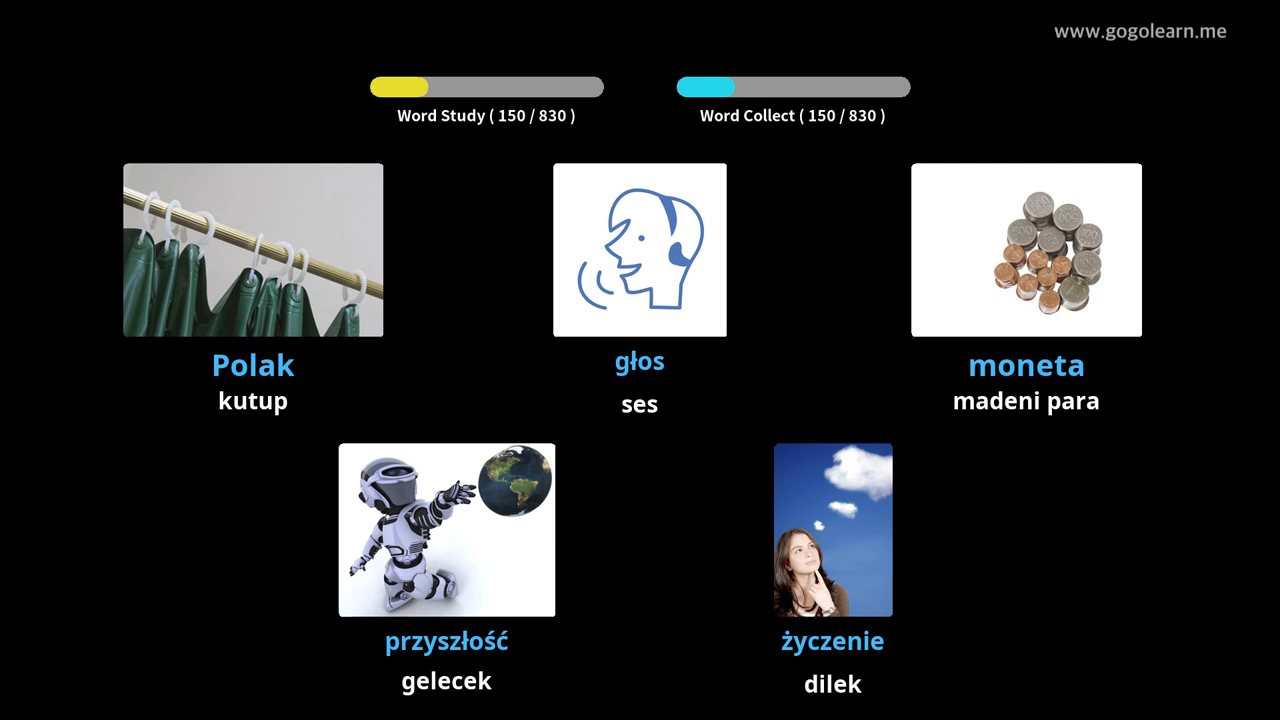 www.gogolearn.me
Word Study ( 150 / 830 )
Word Collect ( 150 / 830 )
Polak
kutup
głos
ses
moneta
madeni para
przyszłość
gelecek
życzenie
dilek